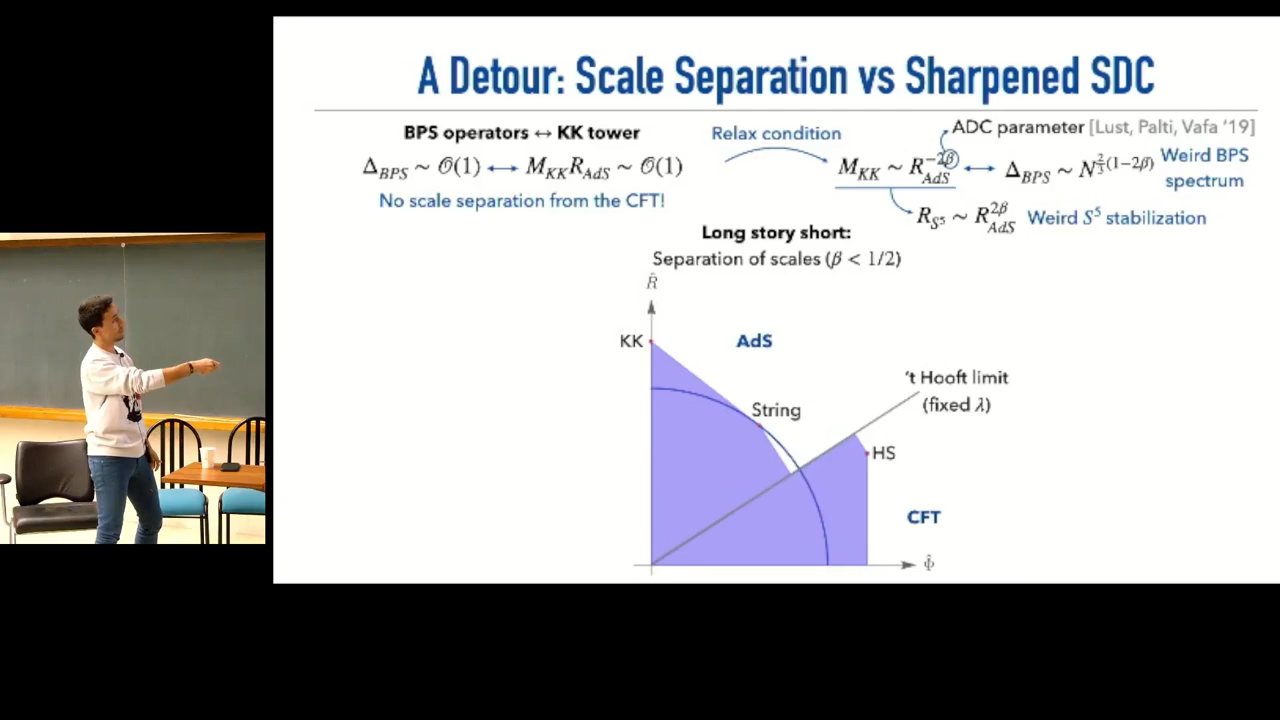 A Detour: Scale Separation vs Sharpened SDC
BPS operators ↔ KK tower
Δ_BPS ~ 𝒪(1) ⟷ M_KK R_AdS ~ 𝒪(1)
No scale separation from the CFT!
Relax condition
ADC parameter [Lust, Palti, Vafa '19]
M_KK ~ R_AdS^{-2β} ⟷ Δ_BPS ~ N^{\frac{2}{3}(1-2β)}
Weird BPS
spectrum
R_{S^5} ~ R_AdS^{2β} Weird S^5 stabilization
Long story short:
Separation of scales (β < 1/2)
R̂
KK
AdS
't Hooft limit
(fixed λ)
String
HS
CFT
Φ̂